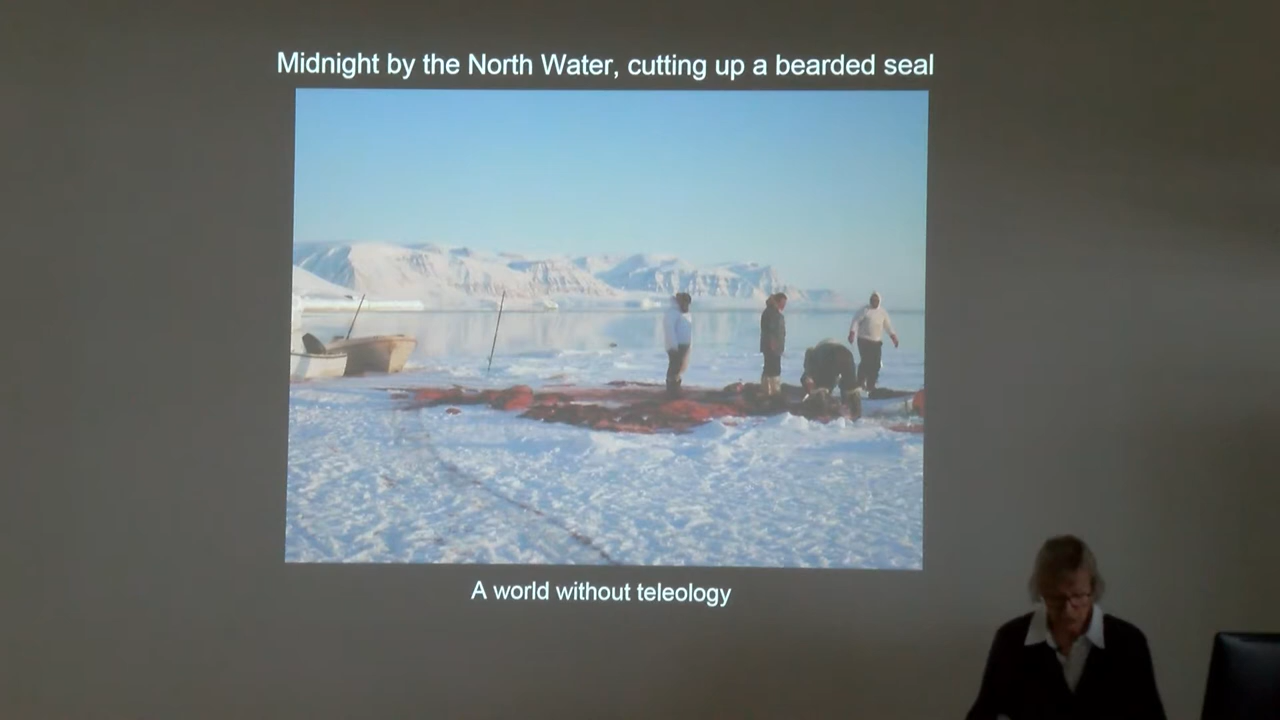 Midnight by the North Water, cutting up a bearded seal
A world without teleology